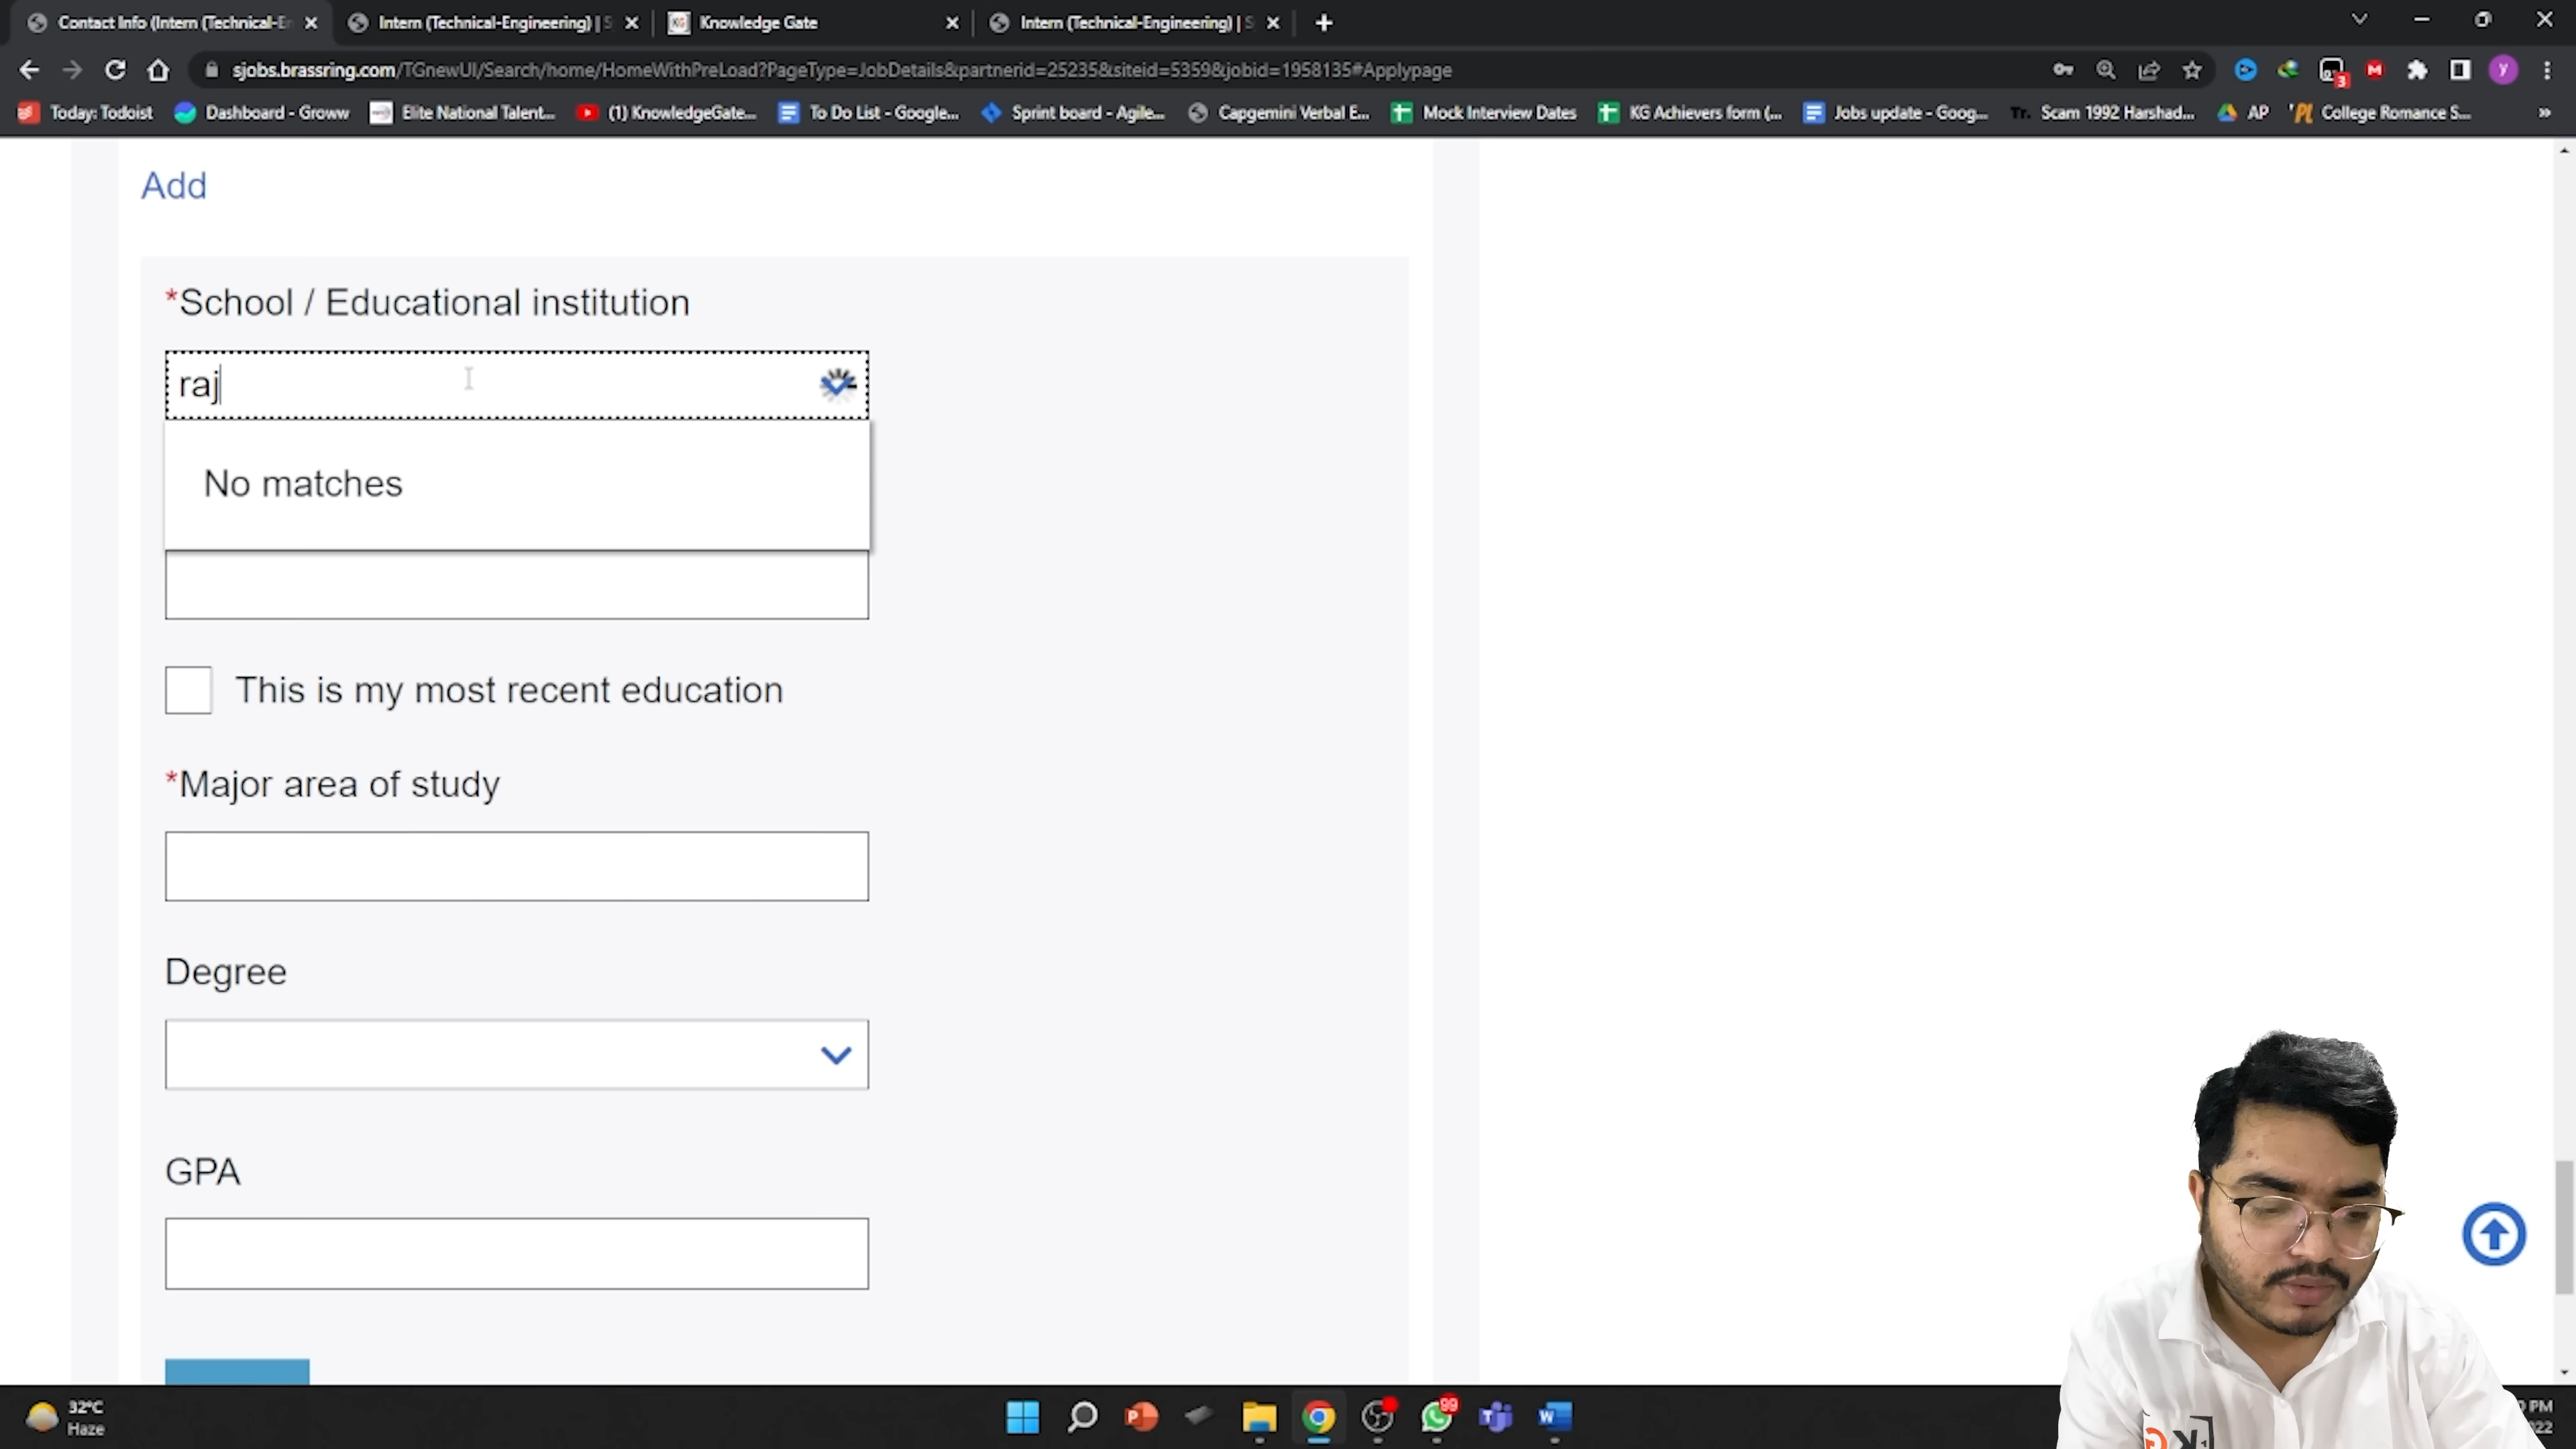 Contact Info (Intern (Technical-En
Intern (Technical-Engineering) | S
Knowledge Gate
Intern (Technical-Engineering) | S
sjobs.brassring.com/TGnewUI/Search/home/HomeWithPreLoad?PageType=JobDetails&partnerid=25235&siteid=5359&jobid=1958135#Applypage
Today: Todoist
Dashboard - Groww
Elite National Talent...
(1) KnowledgeGate...
To Do List - Google...
Sprint board - Agile...
Capgemini Verbal E...
Mock Interview Dates
KG Achievers form (...
Jobs update - Goog...
Tr. Scam 1992 Harshad...
AP
College Romance S...
Add
*School / Educational institution
raj
No matches
This is my most recent education
*Major area of study
Degree
GPA
32°C
Haze
99
PM